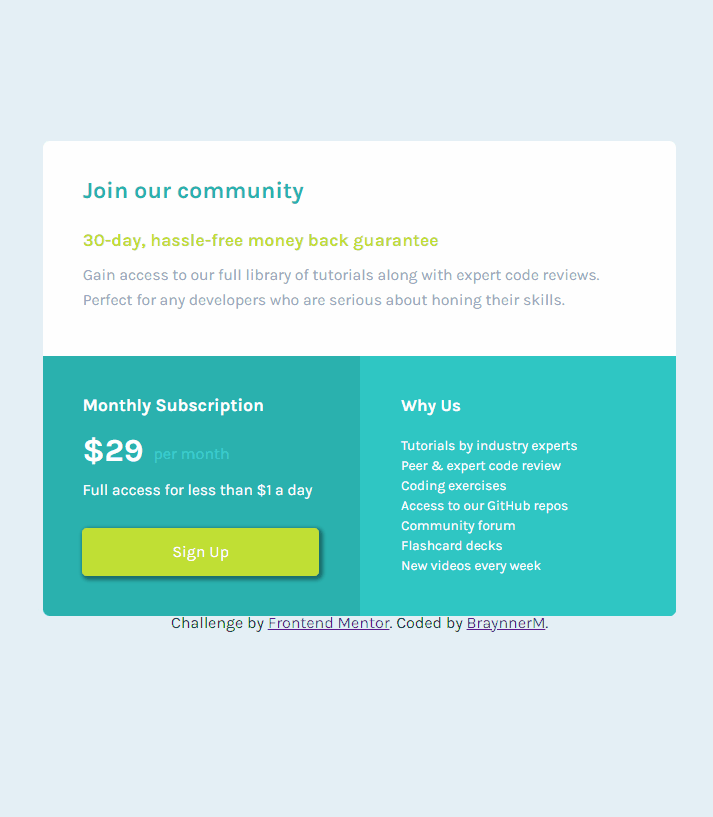 Join our community
30-day, hassle-free money back guarantee
Gain access to our full library of tutorials along with expert code reviews.
Perfect for any developers who are serious about honing their skills.
Monthly Subscription
$29 per month
Full access for less than $1 a day
Sign Up
Why Us
Tutorials by industry experts
Peer & expert code review
Coding exercises
Access to our GitHub repos
Community forum
Flashcard decks
New videos every week
Challenge by Frontend Mentor. Coded by BraynnerM.